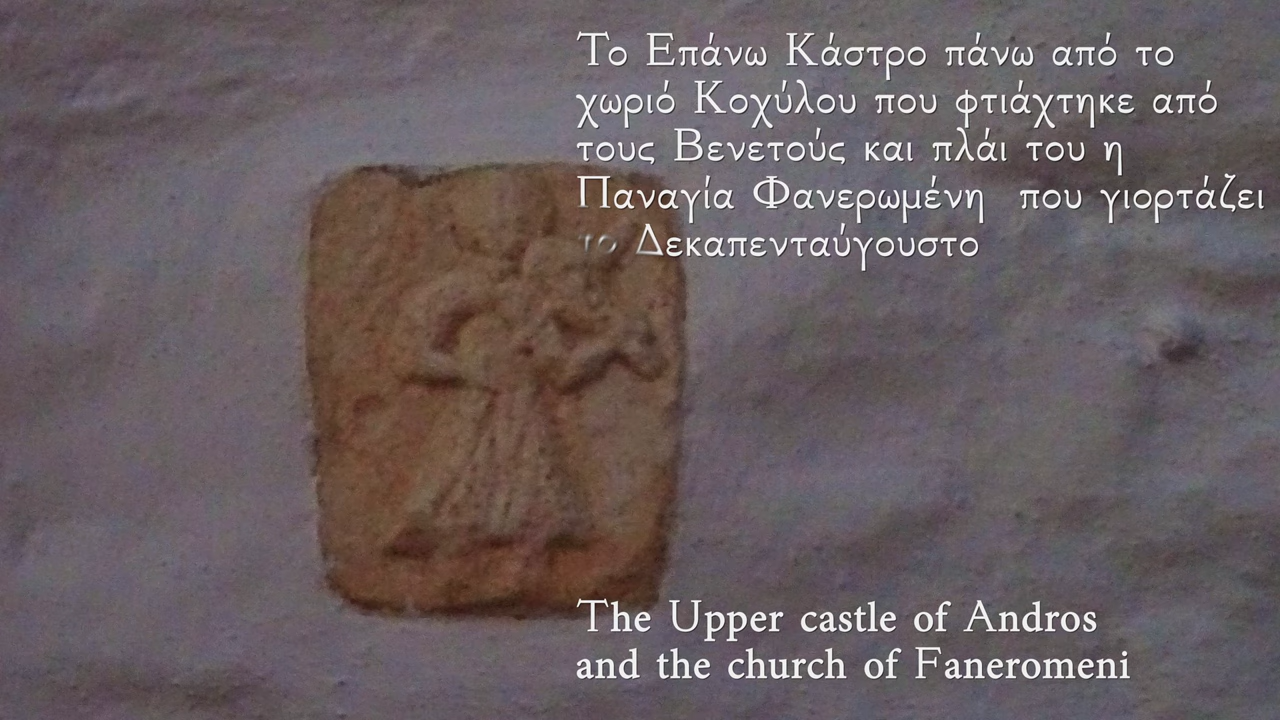 Το Επάνω Κάστρο πάνω από το
χωριό Κοχύλου που φτιάχτηκε από
τους Βενετούς και πλάι του η
Παναγία Φανερωμένη που γιορτάζει
το Δεκαπενταύγουστο
The Upper castle of Andros
and the church of Faneromeni